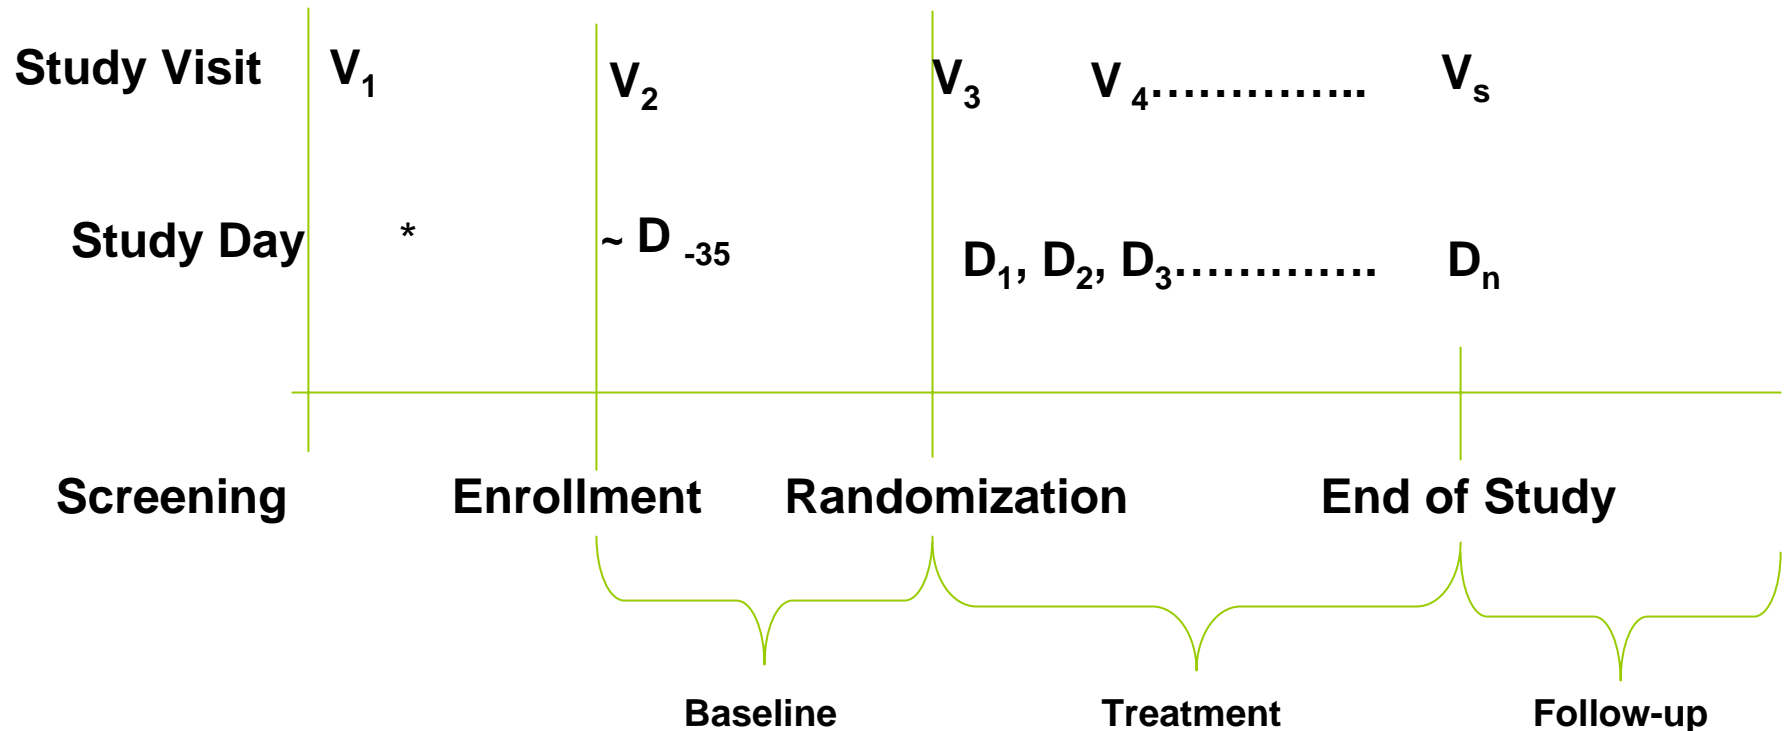 Study Visit V1 V2 V3 V 4………….. Vs
Study Day * ~ D -35 D1, D2, D3…………. Dn
Screening Enrollment Randomization End of Study
Baseline Treatment Follow-up